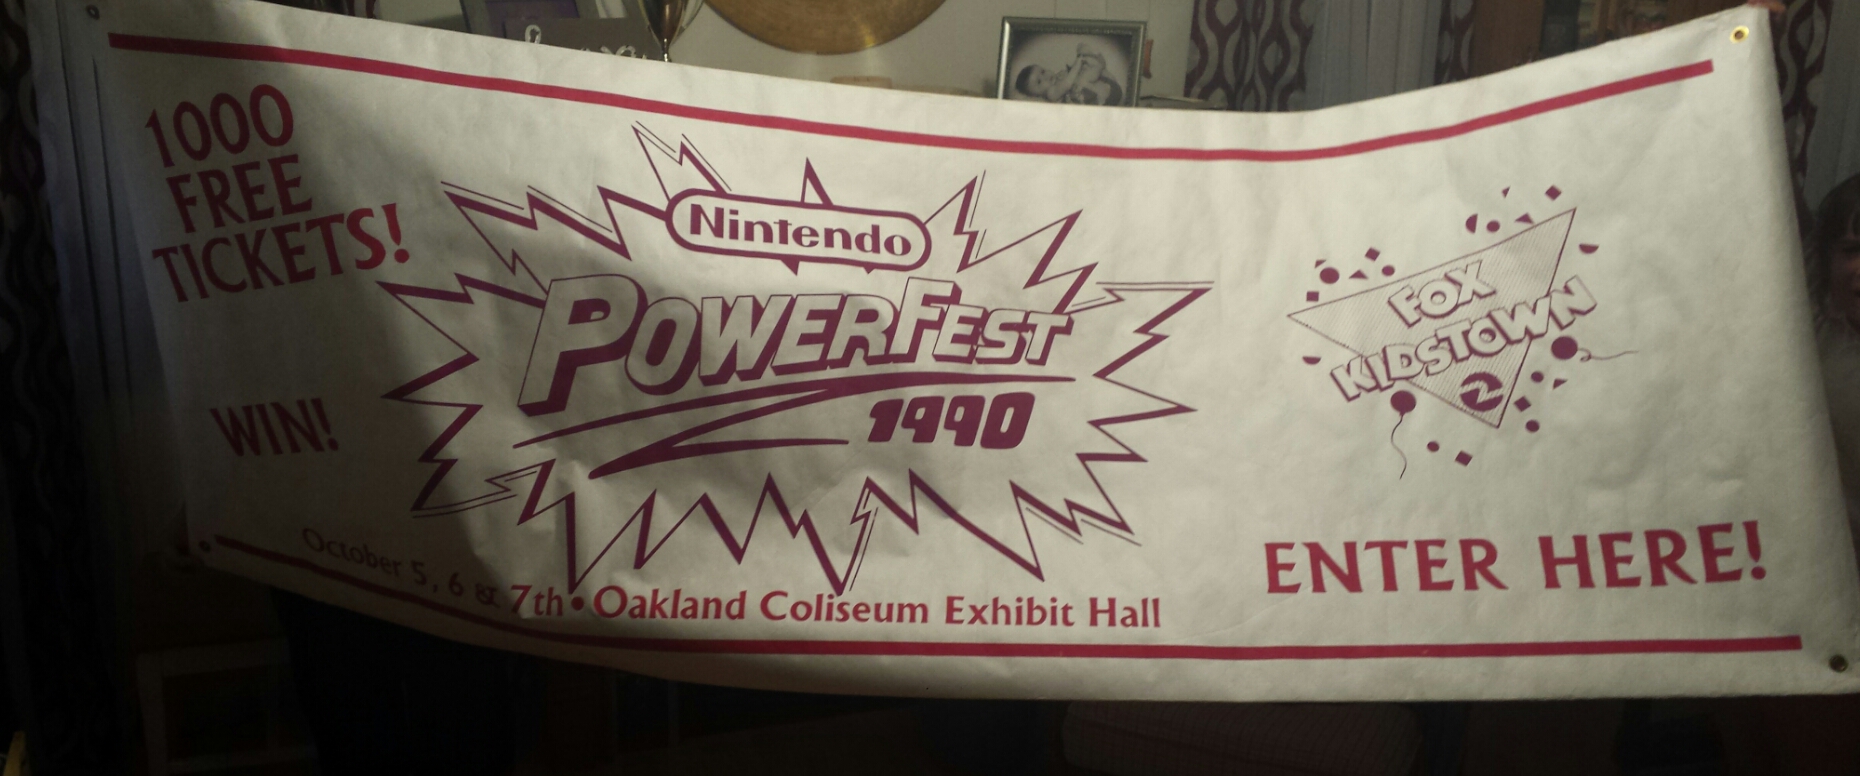 1000
FREE
TICKETS!
WIN!
Nintendo
POWERFEST
1990
FOX
KIDSTOWN
2
October 5, 6 & 7th • Oakland Coliseum Exhibit Hall
ENTER HERE!